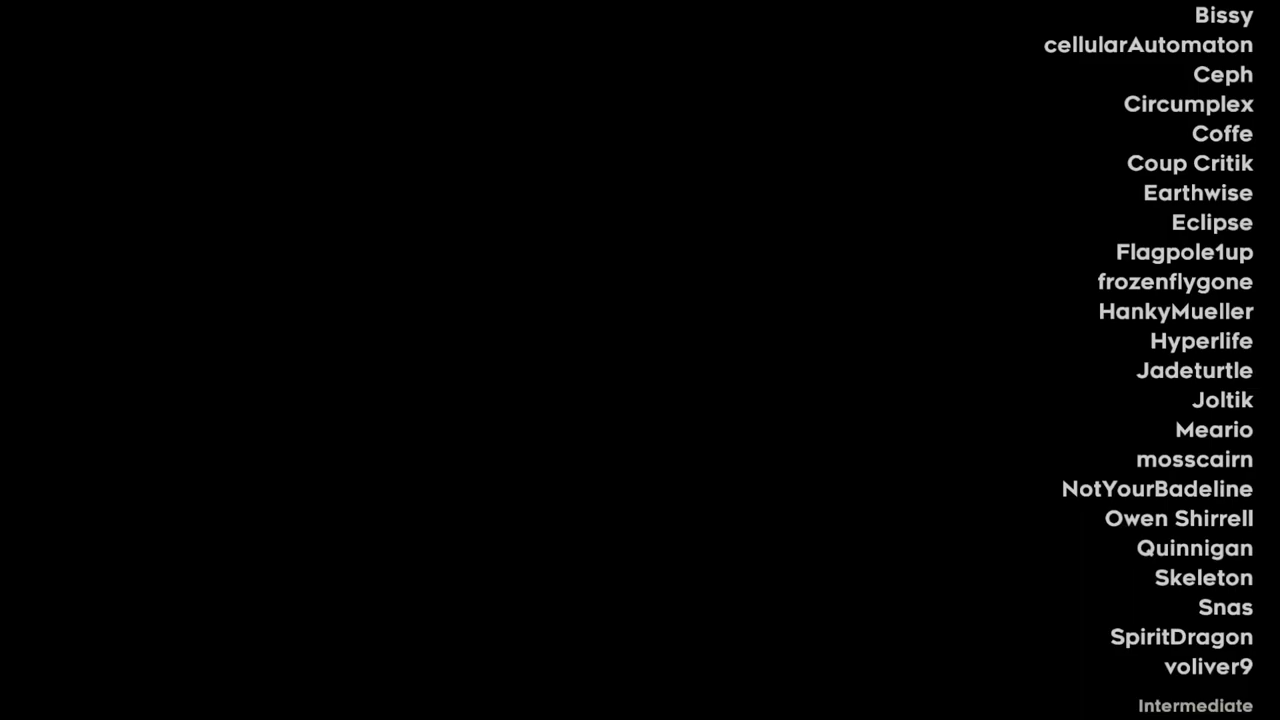 Bissy
cellularAutomaton
Ceph
Circumplex
Coffe
Coup Critik
Earthwise
Eclipse
Flagpole1up
frozenflygone
HankyMueller
Hyperlife
Jadeturtle
Joltik
Meario
mosscairn
NotYourBadeline
Owen Shirrell
Quinnigan
Skeleton
Snas
SpiritDragon
voliver9
Intermediate